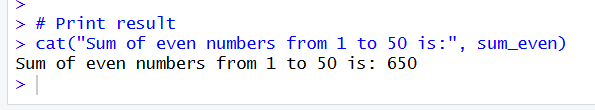 >
> # Print result
> cat("Sum of even numbers from 1 to 50 is:", sum_even)
Sum of even numbers from 1 to 50 is: 650
>